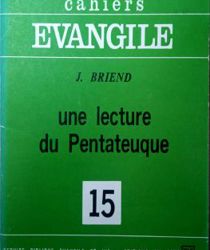 cahiers
EVANGILE
J. BRIEND
une lecture
du Pentateuque
15